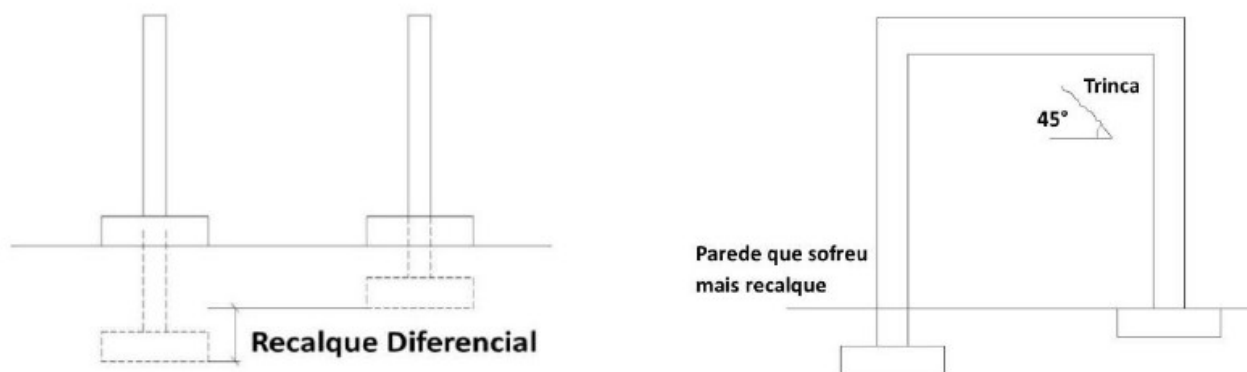 Recalque Diferencial
Trinca
45°
Parede que sofreu
mais recalque